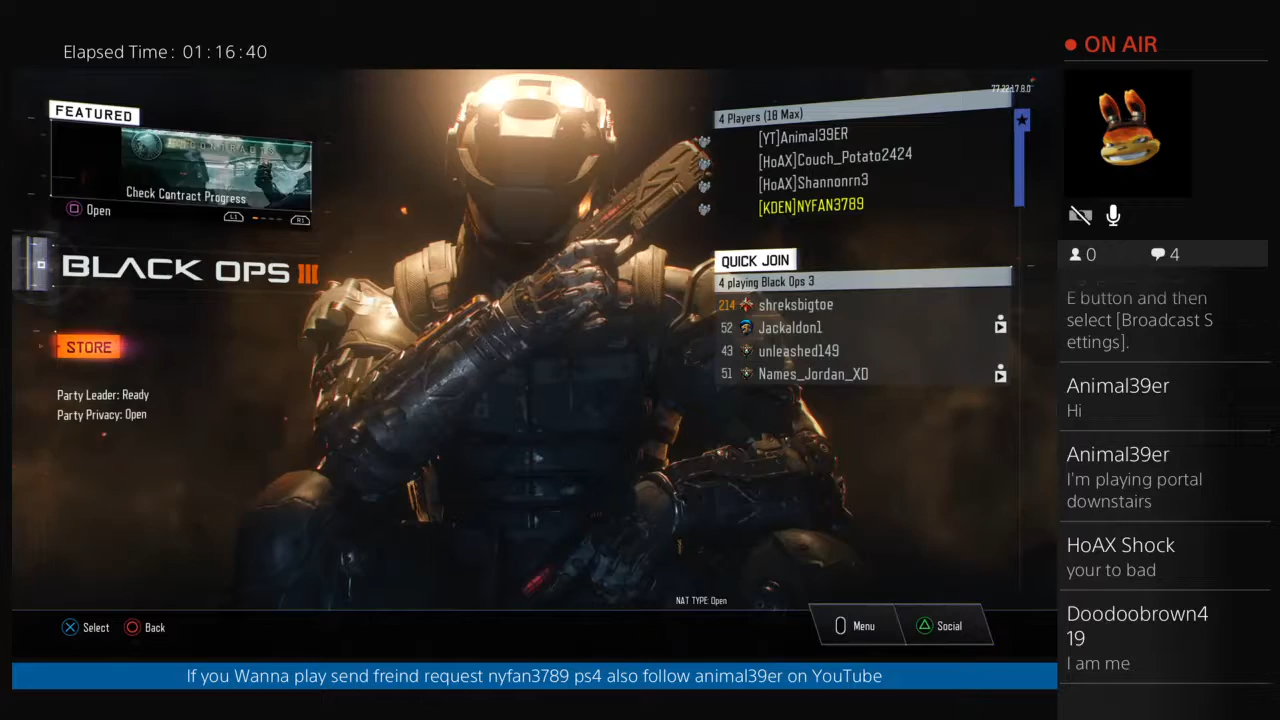 Elapsed Time: 01:16:40
ON AIR
FEATURED
CONTRACTS
Check Contract Progress
Open
L1
R1
BLACK OPS III
STORE
Party Leader: Ready
Party Privacy: Open
4 Players (18 Max)
[YT]Animal39ER
[HoAX]Couch_Potato2424
[HoAX]Shannonrn3
[KDEN]NYFAN3789
QUICK JOIN
4 playing Black Ops 3
214 shreksbigtoe
52 Jackaldon1
43 unleashed149
51 Names_Jordan_XD
NAT TYPE: Open
Select
Back
Menu
Social
If you Wanna play send freind request nyfan3789 ps4 also follow animal39er on YouTube
0
4
E button and then
select [Broadcast S
ettings].
Animal39er
Hi
Animal39er
I'm playing portal
downstairs
HoAX Shock
your to bad
Doodoobrown4
19
I am me